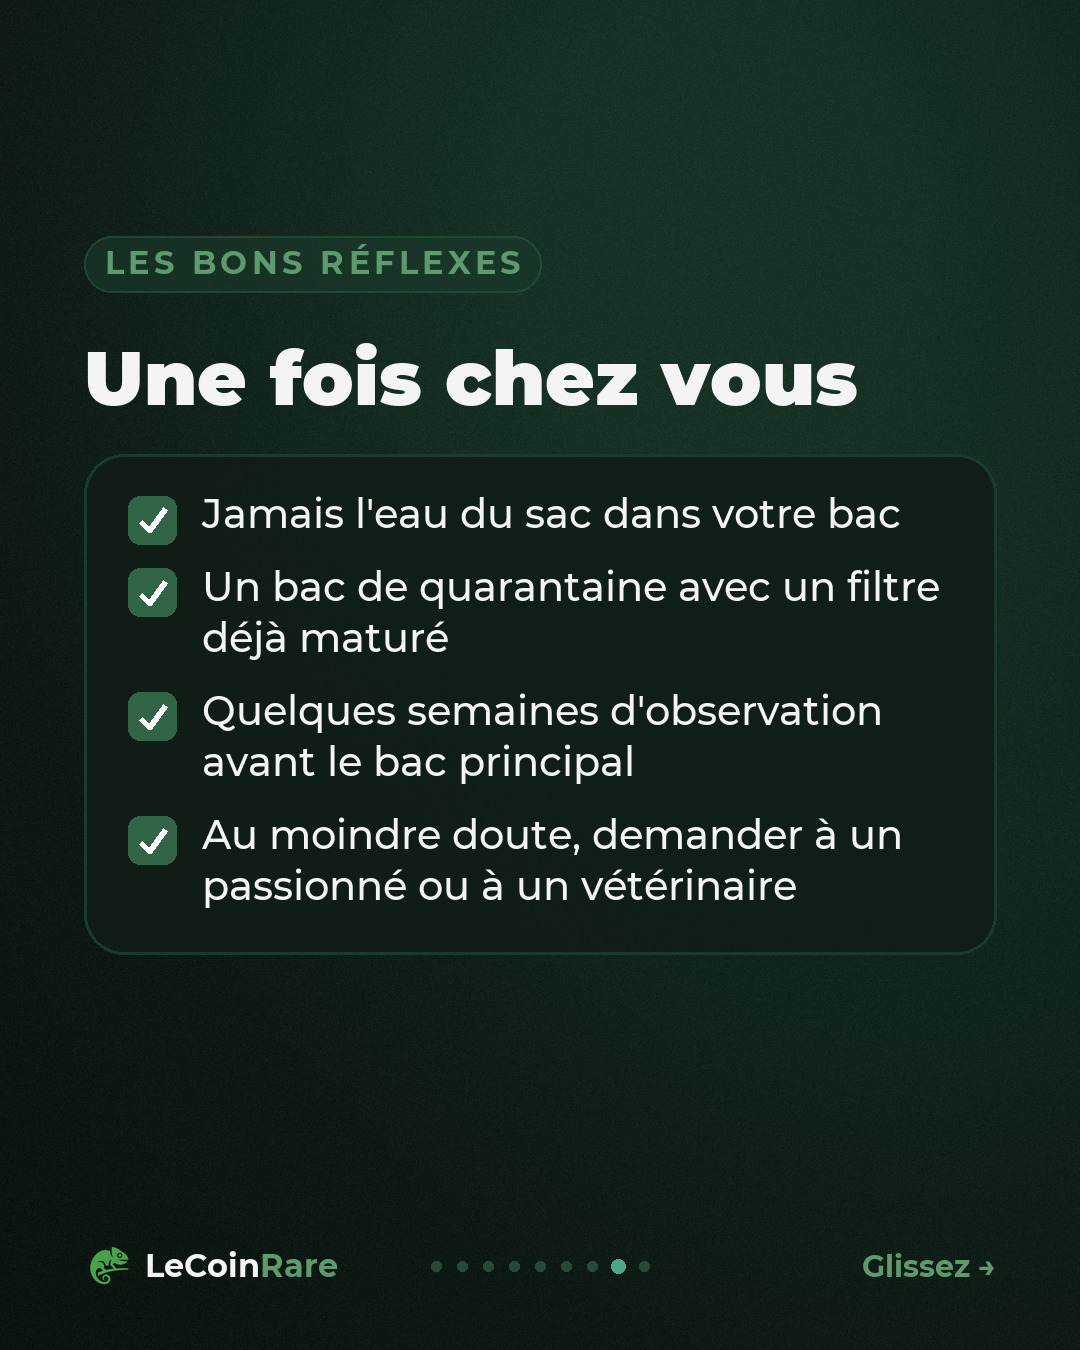 LES BONS RÉFLEXES
Une fois chez vous
Jamais l'eau du sac dans votre bac
Un bac de quarantaine avec un filtre
déjà maturé
Quelques semaines d'observation
avant le bac principal
Au moindre doute, demander à un
passionné ou à un vétérinaire
LeCoinRare
Glissez →